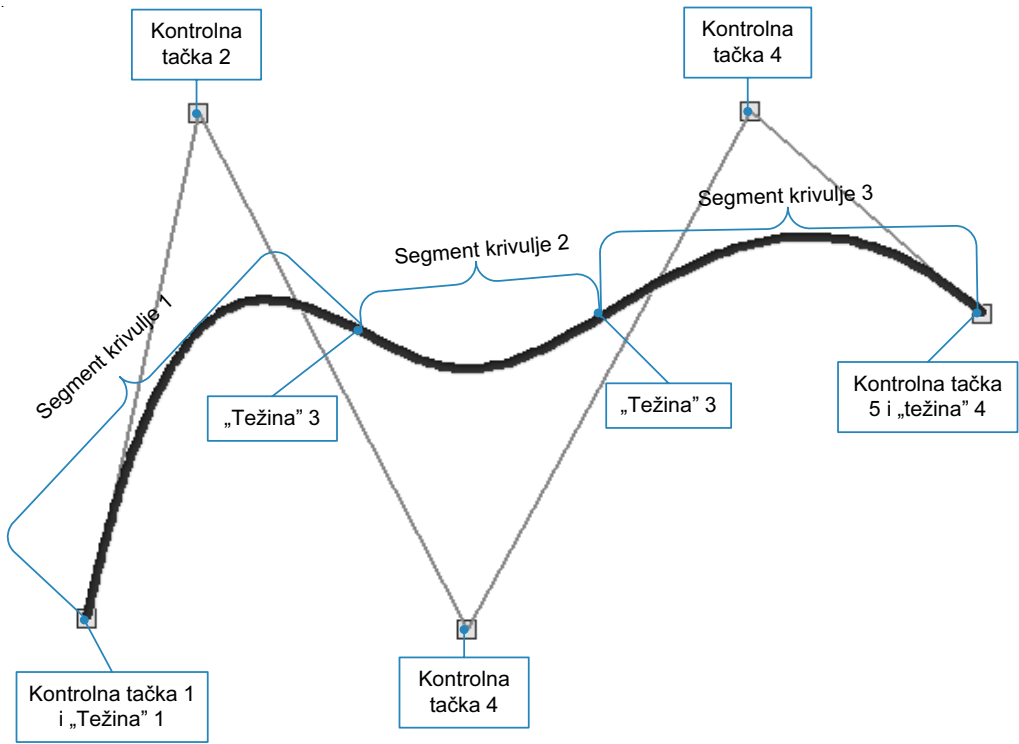 Kontrolna
tačka 2
Kontrolna
tačka 4
Segment krivulje 3
Segment krivulje 2
Segment krivulje 1
„Težina” 3
„Težina” 3
Kontrolna tačka
5 i „težina” 4
Kontrolna tačka 1
i „Težina” 1
Kontrolna
tačka 4